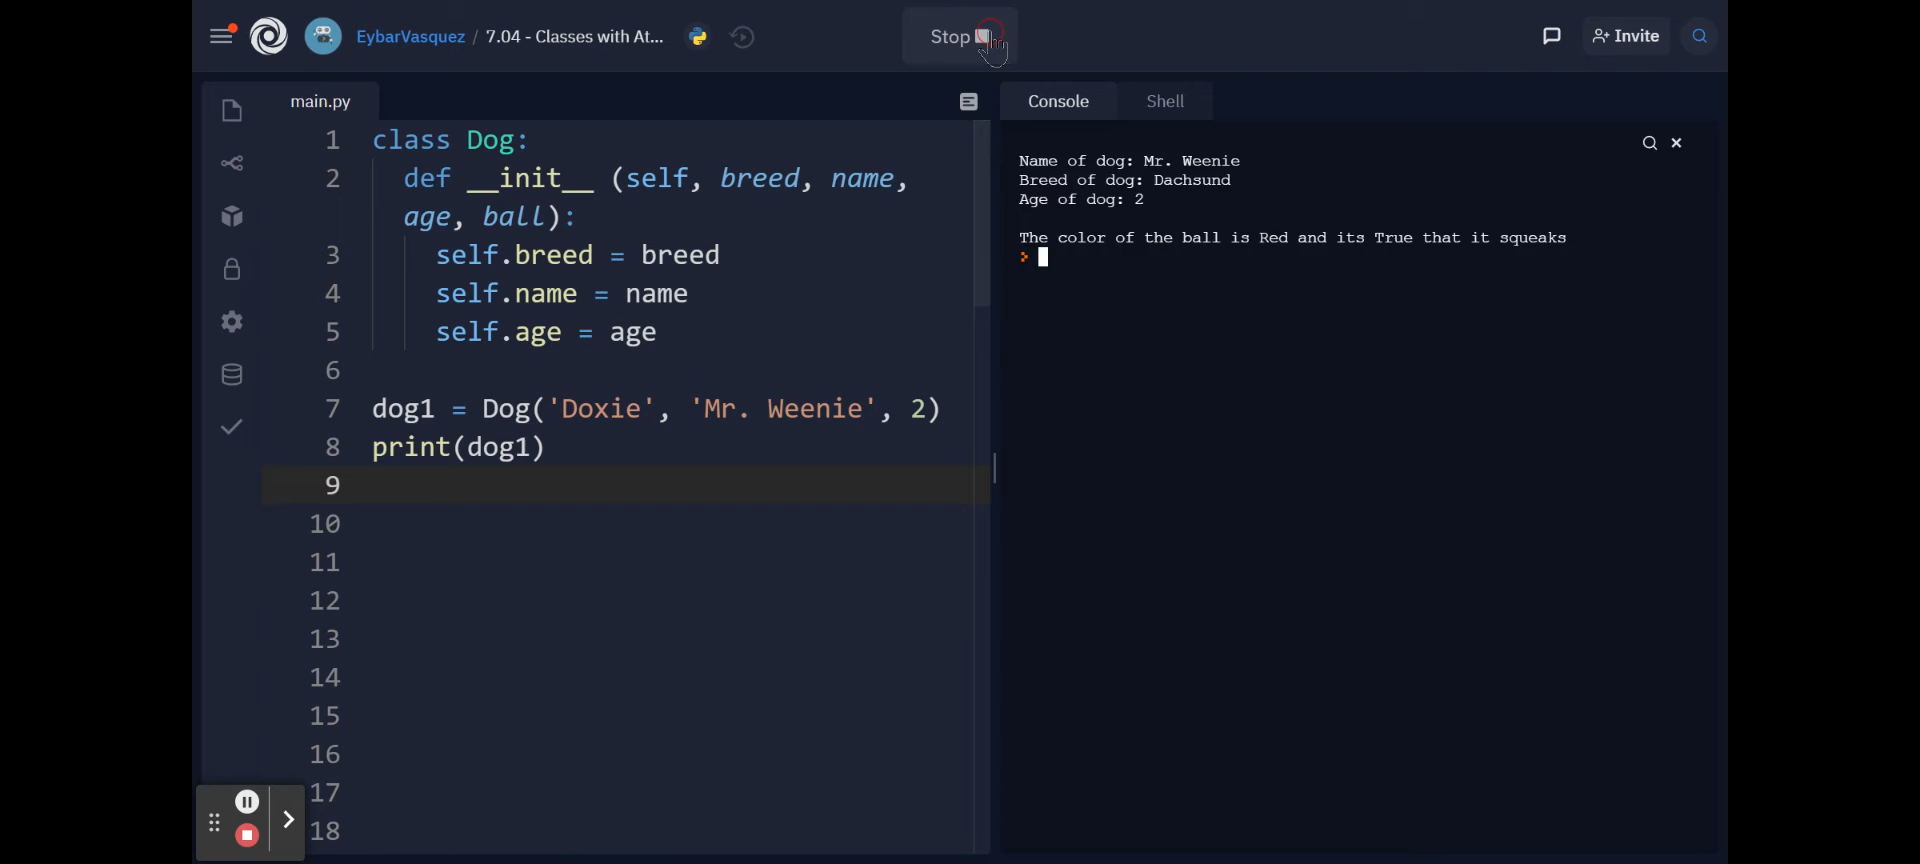 EybarVasquez / 7.04 - Classes with At...
Stop
Invite
main.py
Console
Shell
1 class Dog:
2 def __init__ (self, breed, name,
age, ball):
3 self.breed = breed
4 self.name = name
5 self.age = age
6
7 dog1 = Dog('Doxie', 'Mr. Weenie', 2)
8 print(dog1)
9
10
11
12
13
14
15
16
17
18
Name of dog: Mr. Weenie
Breed of dog: Dachsund
Age of dog: 2
The color of the ball is Red and its True that it squeaks